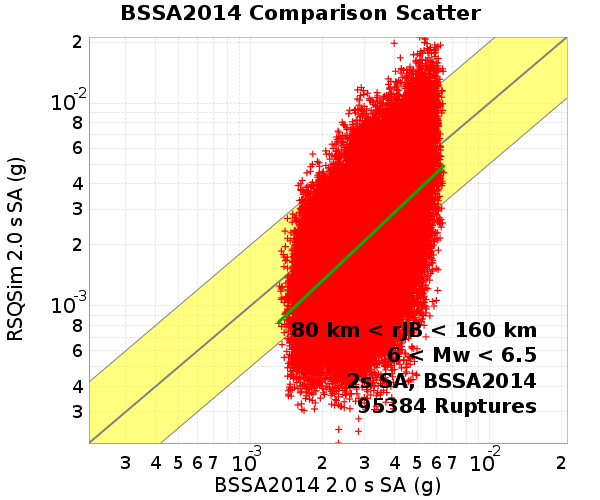 BSSA2014 Comparison Scatter
RSQSim 2.0 s SA (g)
2
10-2
8
6
4
3
2
10-3
8
6
4
3
80 km < rJB < 160 km
6 < Mw < 6.5
2s SA, BSSA2014
95384 Ruptures
3 4 5 6 7 10-3 2 3 4 5 6 7 10-2 2
BSSA2014 2.0 s SA (g)